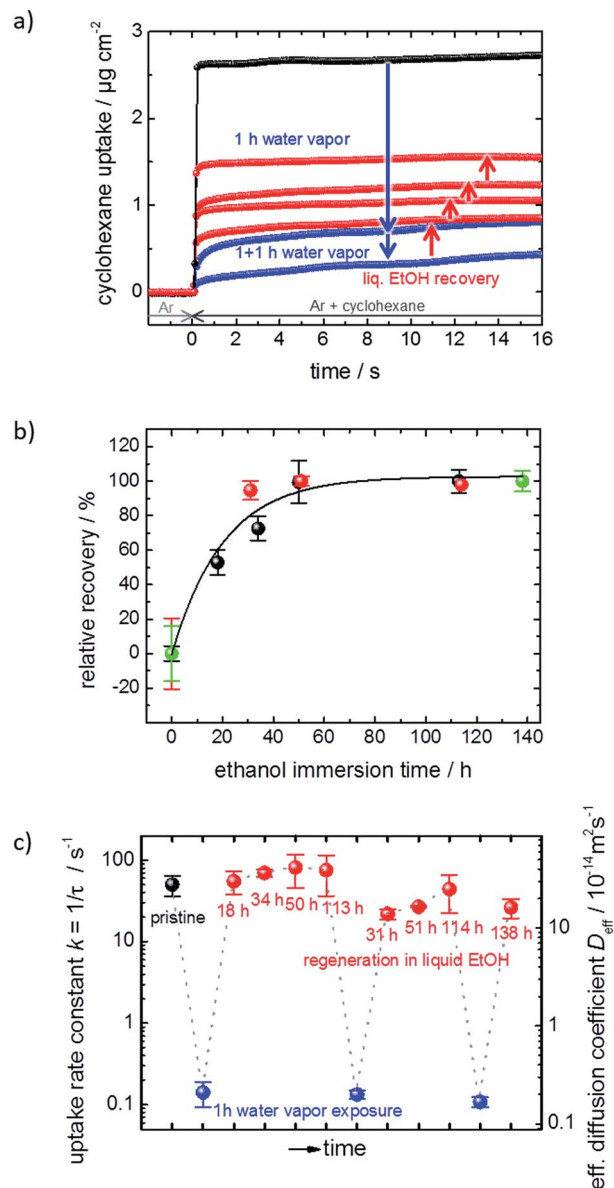 a)
cyclohexane uptake / µg cm-2
3
2
1
0
1 h water vapor
1+1 h water vapor
liq. EtOH recovery
Ar
Ar + cyclohexane
0 2 4 6 8 10 12 14 16
time / s
b)
relative recovery / %
120
100
80
60
40
20
0
-20
0 20 40 60 80 100 120 140
ethanol immersion time / h
c)
uptake rate constant k = 1/τ / s-1
100
10
1
0.1
pristine
18 h 34 h 50 h 113 h 31 h 51 h 114 h 138 h
regeneration in liquid EtOH
1h water vapor exposure
time
10
1
0.1
eff. diffusion coefficient Deff / 10-14 m2s-1